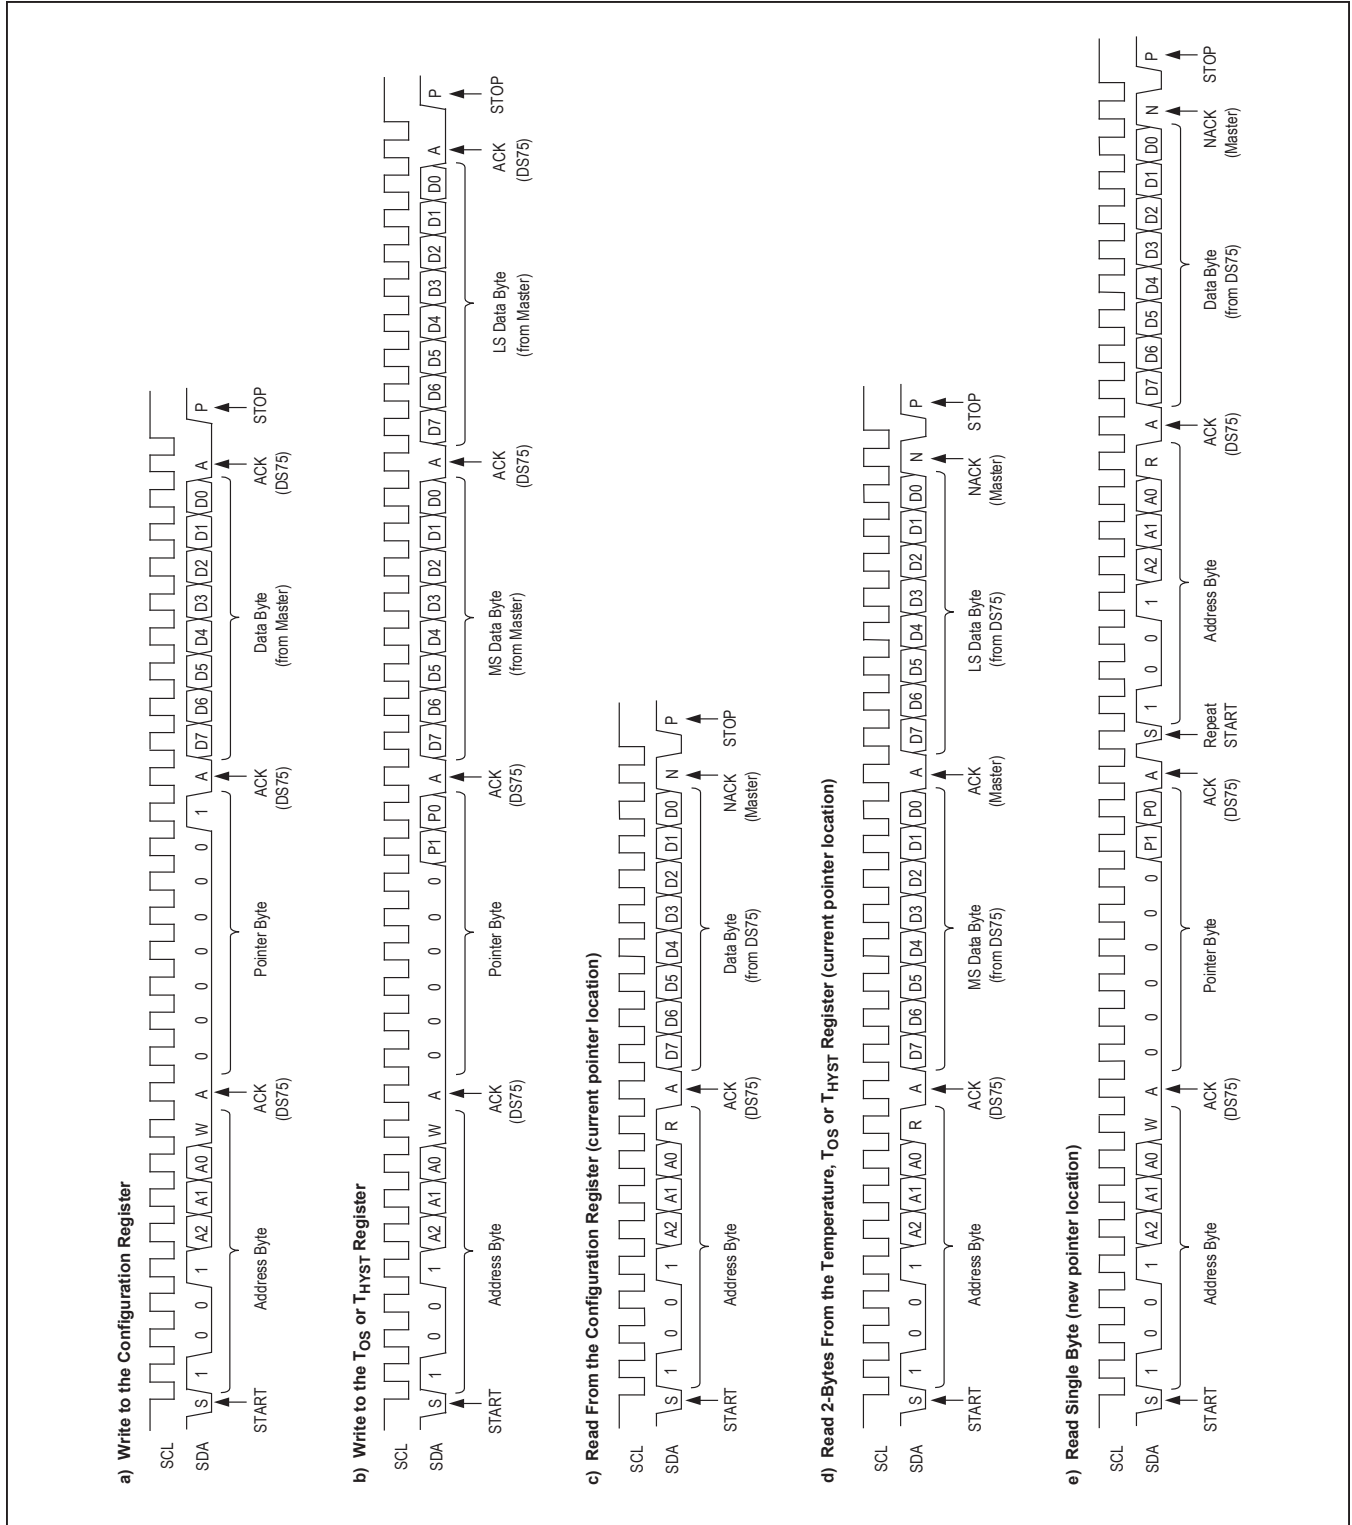 a) Write to the Configuration Register
SCL
SDA S 1 0 0 1 A2 A1 A0 W A 0 0 0 0 0 0 0 1 A D7 D6 D5 D4 D3 D2 D1 D0 A P
START Address Byte ACK Pointer Byte ACK Data Byte ACK STOP
(DS75) (DS75) (from Master) (DS75)
b) Write to the TOS or THYST Register
SCL
SDA S 1 0 0 1 A2 A1 A0 W A 0 0 0 0 0 0 P1 P0 A D7 D6 D5 D4 D3 D2 D1 D0 A D7 D6 D5 D4 D3 D2 D1 D0 A P
START Address Byte ACK Pointer Byte ACK MS Data Byte ACK LS Data Byte ACK STOP
(DS75) (DS75) (from Master) (DS75) (from Master) (DS75)
c) Read From the Configuration Register (current pointer location)
SCL
SDA S 1 0 0 1 A2 A1 A0 R A D7 D6 D5 D4 D3 D2 D1 D0 N P
START Address Byte ACK Data Byte NACK STOP
(DS75) (from DS75) (Master)
d) Read 2-Bytes From the Temperature, TOS or THYST Register (current pointer location)
SCL
SDA S 1 0 0 1 A2 A1 A0 R A D7 D6 D5 D4 D3 D2 D1 D0 A D7 D6 D5 D4 D3 D2 D1 D0 N P
START Address Byte ACK MS Data Byte ACK LS Data Byte NACK STOP
(DS75) (from DS75) (Master) (from DS75) (Master)
e) Read Single Byte (new pointer location)
SCL
SDA S 1 0 0 1 A2 A1 A0 W A 0 0 0 0 0 0 P1 P0 A S 1 0 0 1 A2 A1 A0 R A D7 D6 D5 D4 D3 D2 D1 D0 N P
START Address Byte ACK Pointer Byte ACK Repeat Address Byte ACK Data Byte NACK STOP
(DS75) (DS75) START (DS75) (from DS75) (Master)